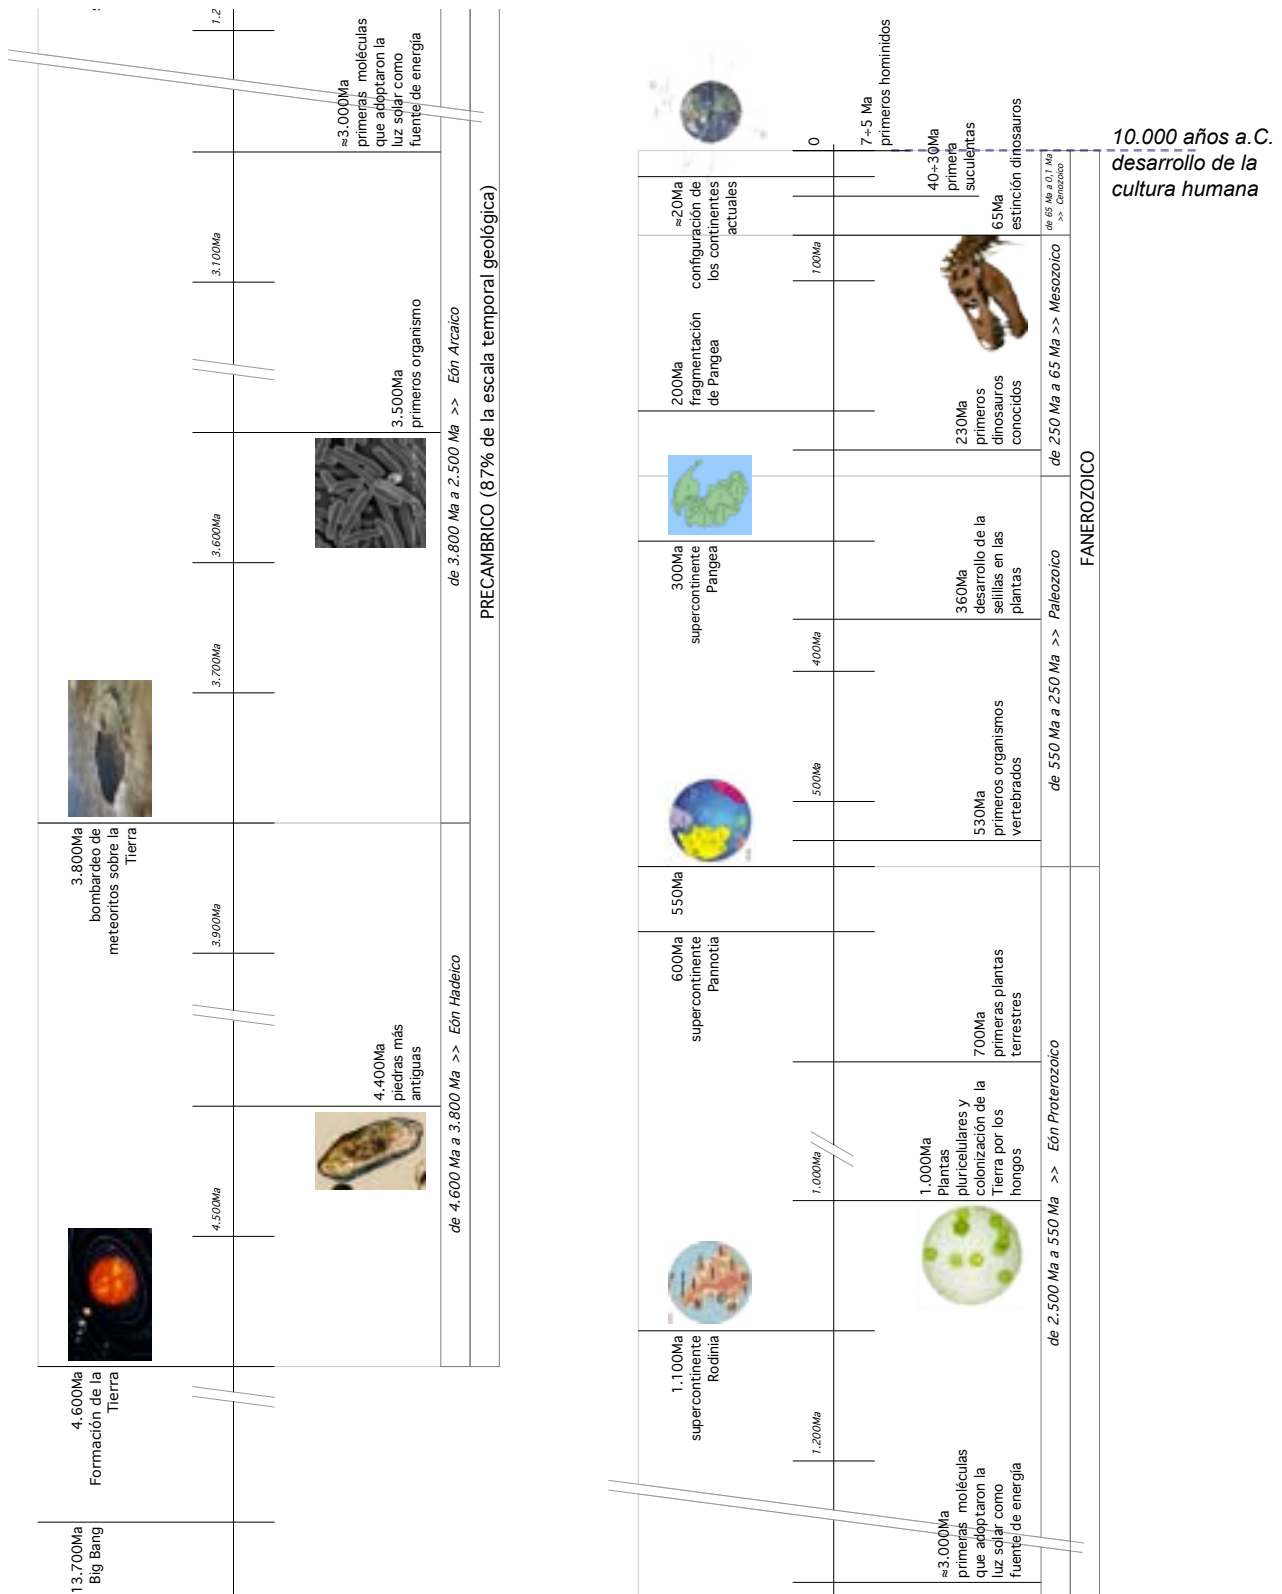 13.700Ma
Big Bang
4.600Ma
Formación de la
Tierra
4.500Ma
4.400Ma
piedras más
antiguas
3.900Ma
3.800Ma
bombardeo de
meteoritos sobre la
Tierra
3.700Ma
3.600Ma
3.500Ma
primeros organismo
3.100Ma
≈3.000Ma
primeras moléculas
que adoptaron la
luz solar como
fuente de energía
1.2
de 4.600 Ma a 3.800 Ma >> Eón Hadeico
de 3.800 Ma a 2.500 Ma >> Eón Arcaico
PRECAMBRICO (87% de la escala temporal geológica)
≈3.000Ma
primeras moléculas
que adoptaron la
luz solar como
fuente de energía
1.200Ma
1.100Ma
supercontinente
Rodinia
1.000Ma
1.000Ma
Plantas
pluricelulares y
colonización de la
Tierra por los
hongos
700Ma
primeras plantas
terrestres
600Ma
supercontinente
Pannotia
550Ma
530Ma
primeros organismos
vertebrados
500Ma
400Ma
360Ma
desarrollo de la
selillas en las
plantas
300Ma
supercontinente
Pangea
230Ma
primeros
dinosauros
conocidos
200Ma
fragmentación
de Pangea
100Ma
65Ma
estinción dinosauros
40÷30Ma
primera
suculentas
≈20Ma
configuración de
los continentes
actuales
7÷5 Ma
primeros hominidos
0
de 2.500 Ma a 550 Ma >> Eón Proterozoico
de 550 Ma a 250 Ma >> Paleozoico
de 250 Ma a 65 Ma >> Mesozoico
de 65 Ma a 0,1 Ma
>> Cenozoico
FANEROZOICO
10.000 años a.C.
desarrollo de la
cultura humana